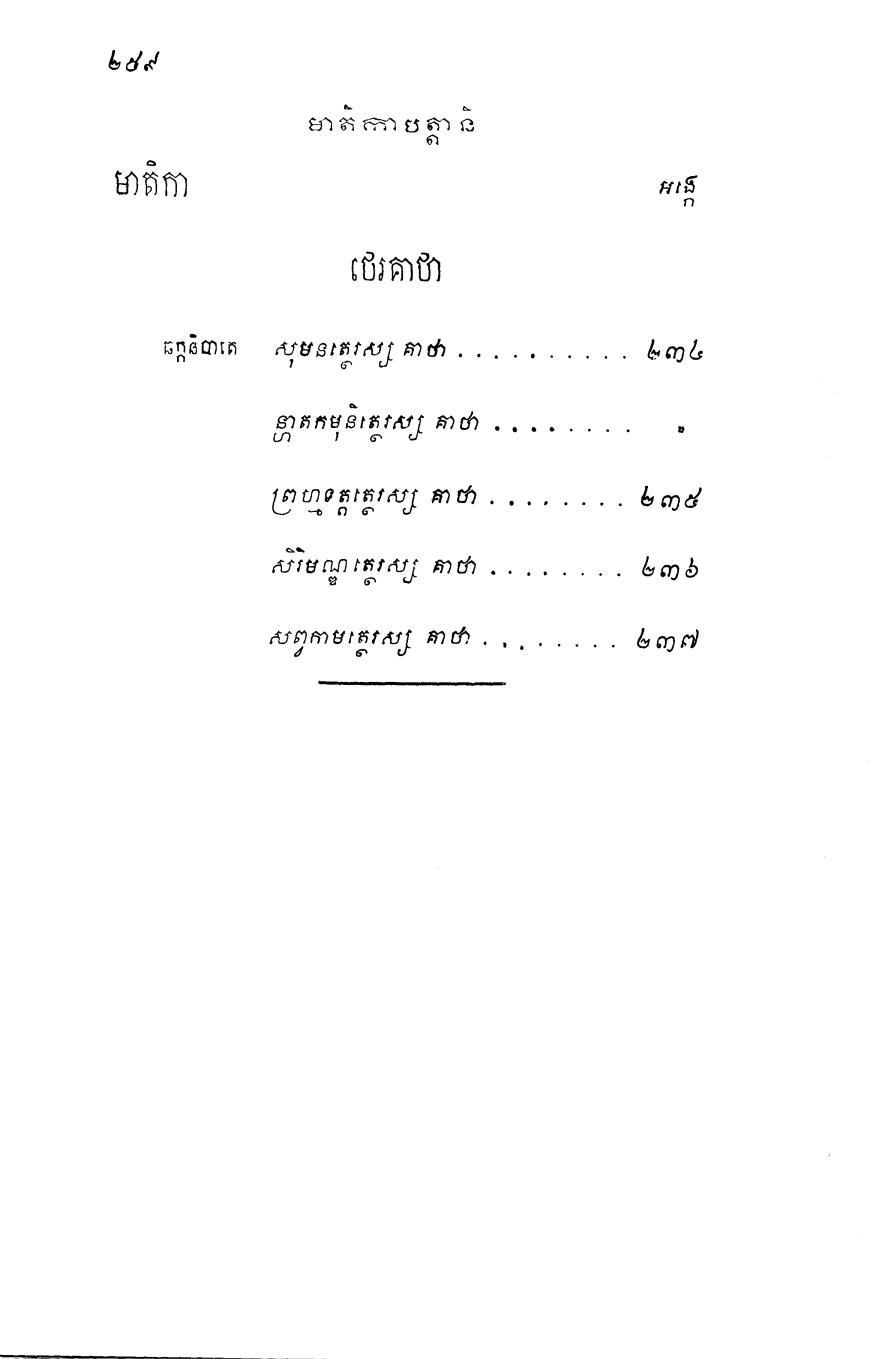 ២៥៩
មាតិកាបត្តានិ
មាតិកា អង្កេ
ថេរគាថា
ឆក្កនិបាតេ សុមនត្ថេរស្ស គាថា . . . . . . . . . . ២៣៤
ន្ហាតកមុនិត្ថេរស្ស គាថា . . . . . . . . "
ព្រហ្មទត្តត្ថេរស្ស គាថា . . . . . . . . ២៣៥
សិរិមណ្ឌត្ថេរស្ស គាថា . . . . . . . . ២៣៦
សព្វកាមត្ថេរស្ស គាថា . . . . . . . . ២៣៧